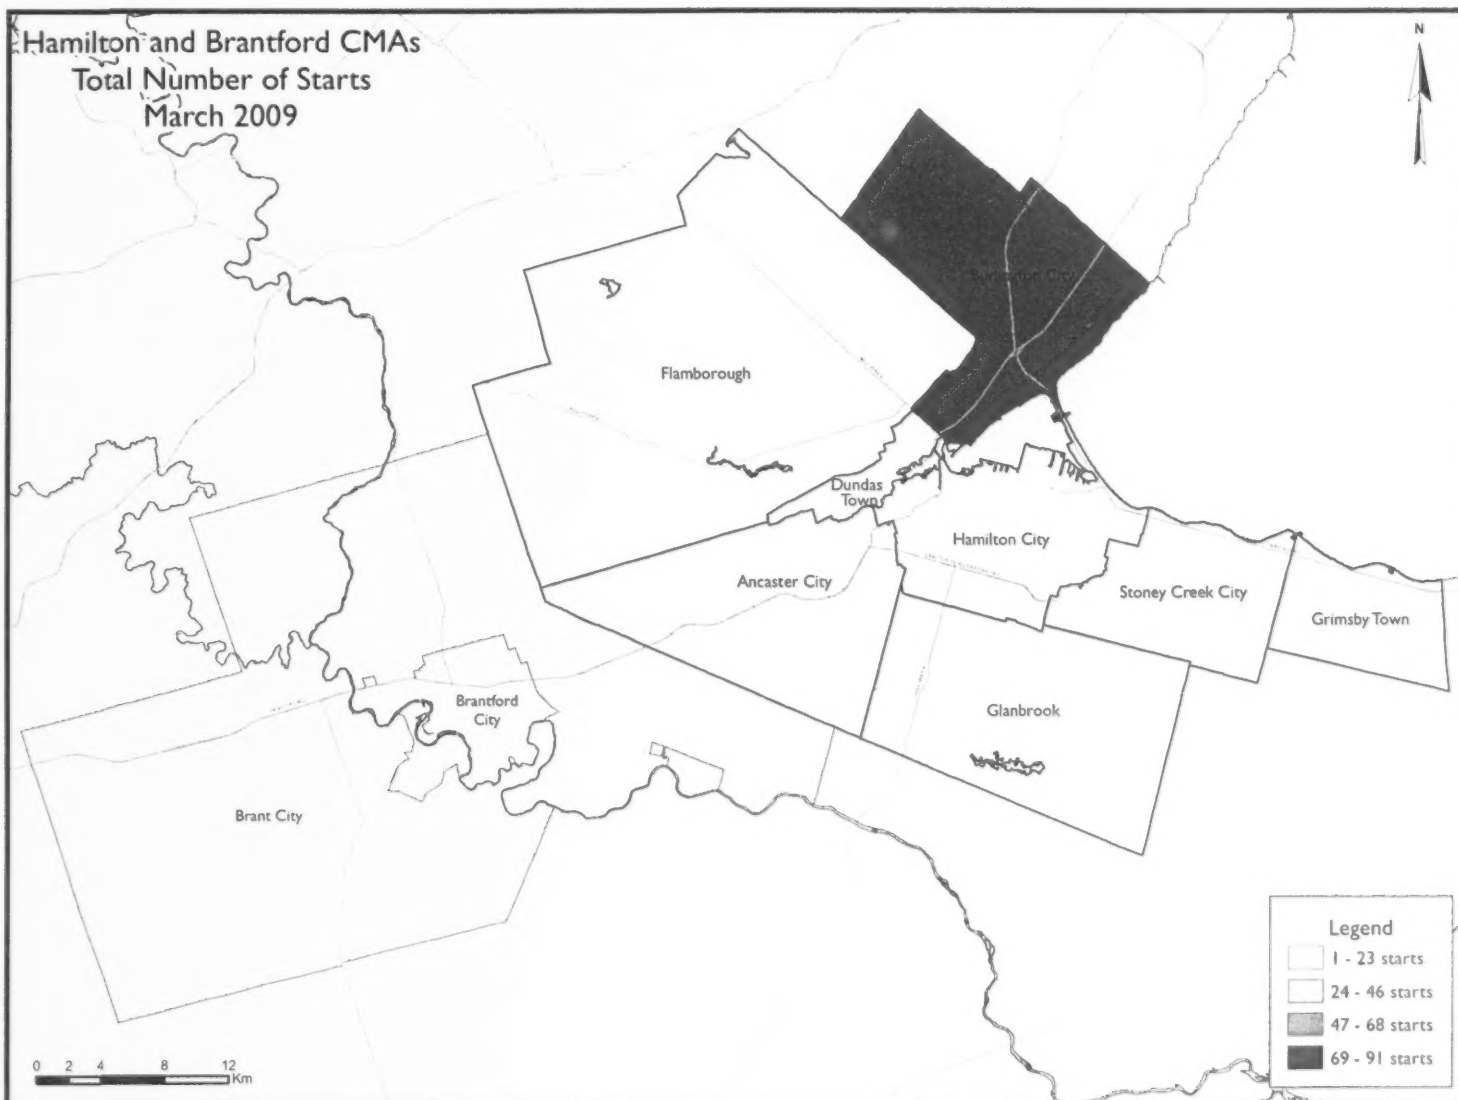 Hamilton and Brantford CMAs
Total Number of Starts
March 2009
N
Burlington City
Flamborough
Dundas
Town
Hamilton City
Ancaster City
Stoney Creek City
Grimsby Town
Brantford
City
Glanbrook
Brant City
Legend
1 - 23 starts
24 - 46 starts
47 - 68 starts
69 - 91 starts
0 2 4 8 12
Km